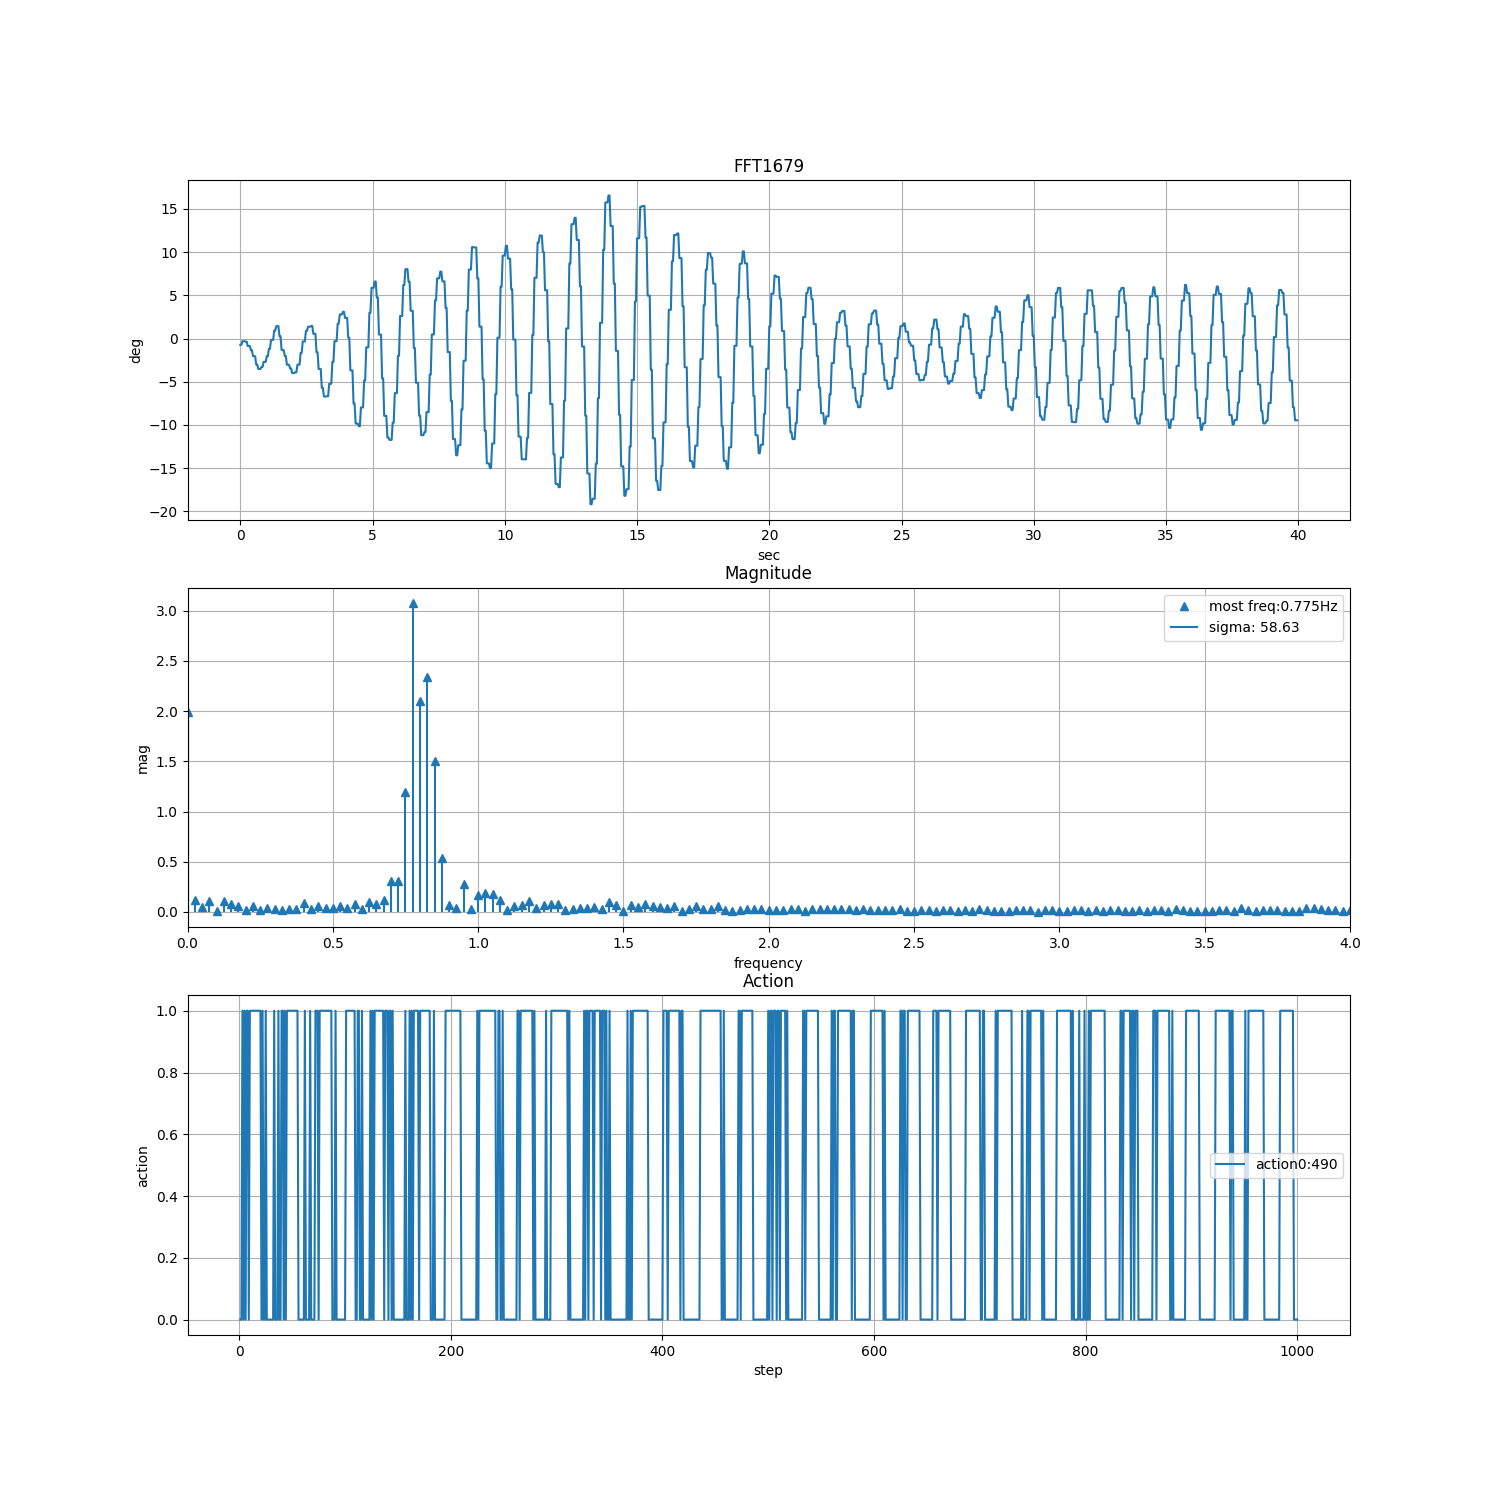 FFT1679
15
10
5
0
−5
−10
−15
−20
deg
0 5 10 15 20 25 30 35 40
sec
Magnitude
most freq:0.775Hz
sigma: 58.63
3.0
2.5
2.0
1.5
1.0
0.5
0.0
mag
0.0 0.5 1.0 1.5 2.0 2.5 3.0 3.5 4.0
frequency
Action
1.0
0.8
0.6
0.4
0.2
0.0
action
action0:490
0 200 400 600 800 1000
step